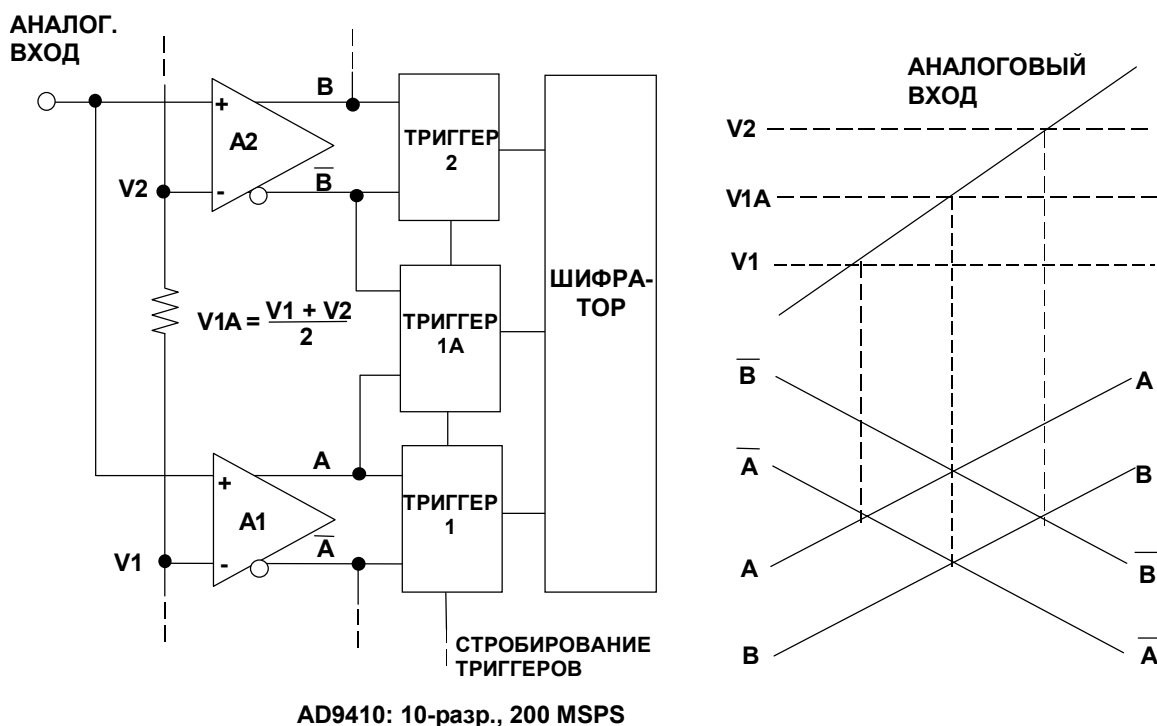 АНАЛОГ.
ВХОД
+
A2
-
B
B̅
V2
ТРИГГЕР
2
V1A = V1 + V2
2
ТРИГГЕР
1A
ШИФРА-
ТОР
+
A1
-
A
A̅
V1
ТРИГГЕР
1
СТРОБИРОВАНИЕ
ТРИГГЕРОВ
АНАЛОГОВЫЙ
ВХОД
V2
V1A
V1
B̅
A
A̅
B
A
B̅
B
A̅
AD9410: 10-разр., 200 MSPS